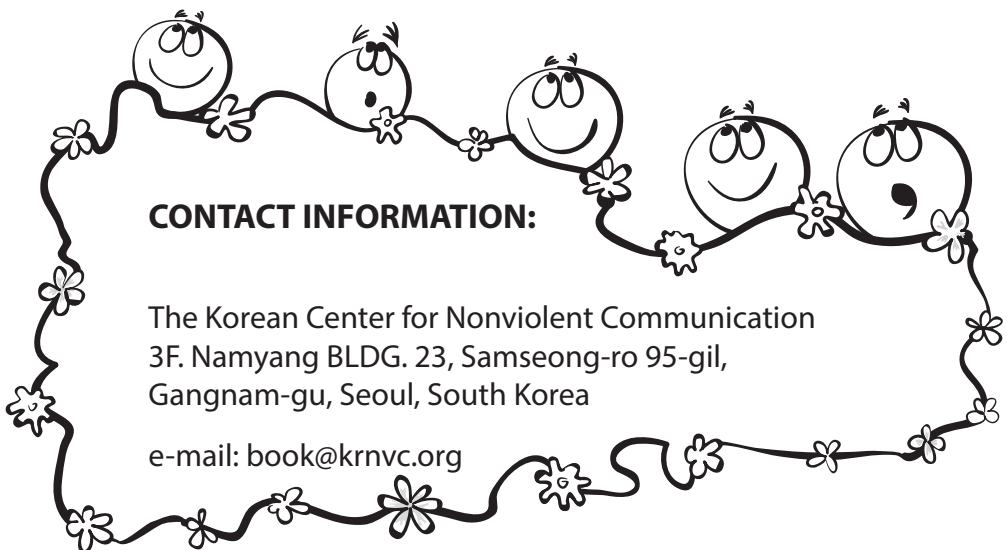 CONTACT INFORMATION:
The Korean Center for Nonviolent Communication
3F. Namyang BLDG. 23, Samseong-ro 95-gil,
Gangnam-gu, Seoul, South Korea
e-mail: book@krnvc.org